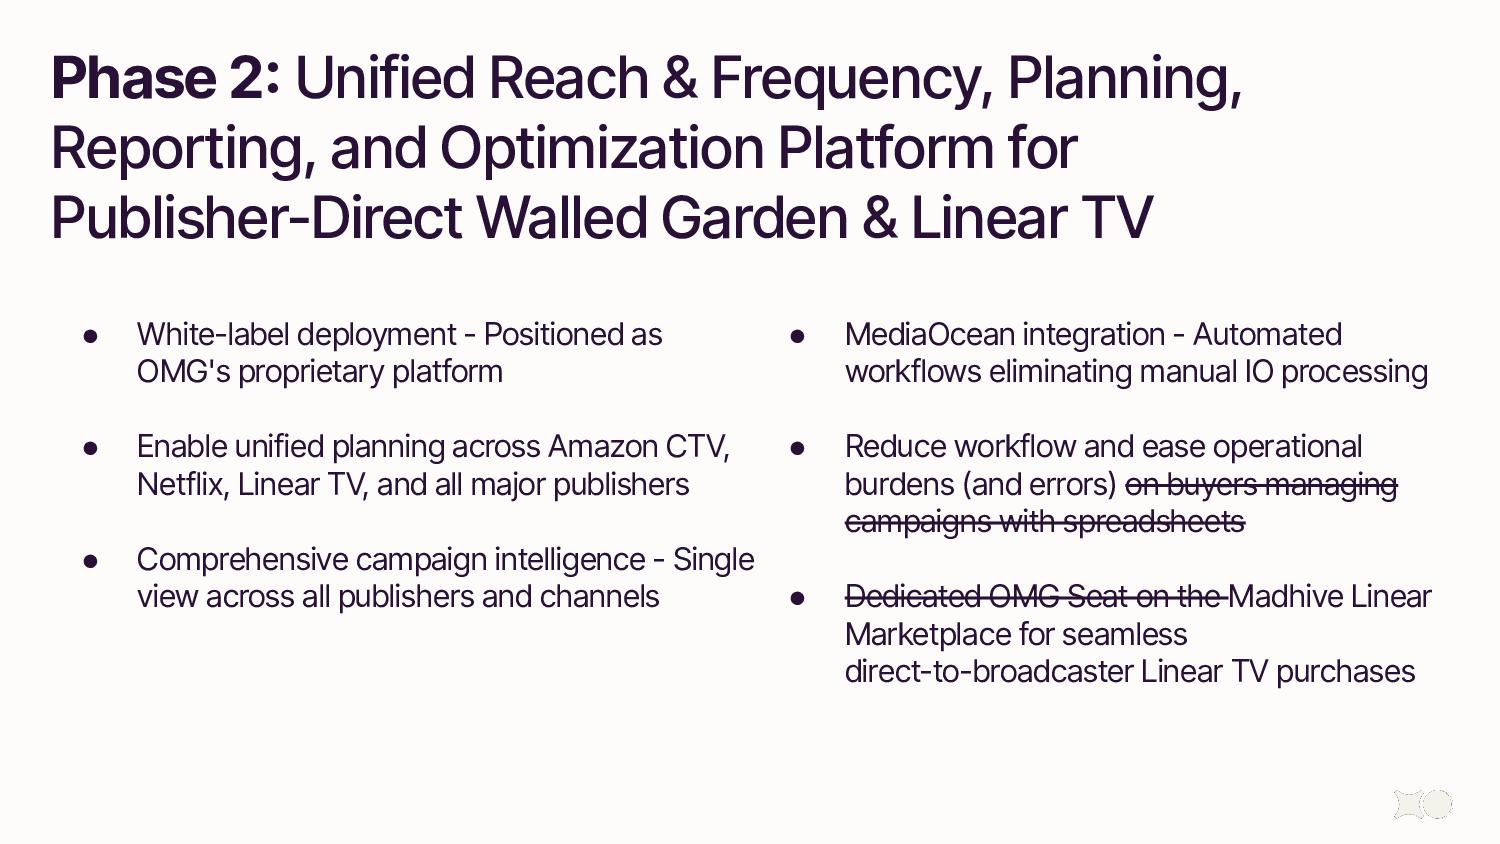 Phase 2: Unified Reach & Frequency, Planning,
Reporting, and Optimization Platform for
Publisher-Direct Walled Garden & Linear TV
● White-label deployment - Positioned as
OMG's proprietary platform
● Enable unified planning across Amazon CTV,
Netflix, Linear TV, and all major publishers
● Comprehensive campaign intelligence - Single
view across all publishers and channels
● MediaOcean integration - Automated
workflows eliminating manual IO processing
● Reduce workflow and ease operational
burdens (and errors) on buyers managing
campaigns with spreadsheets
● Dedicated OMG Seat on the Madhive Linear
Marketplace for seamless
direct-to-broadcaster Linear TV purchases